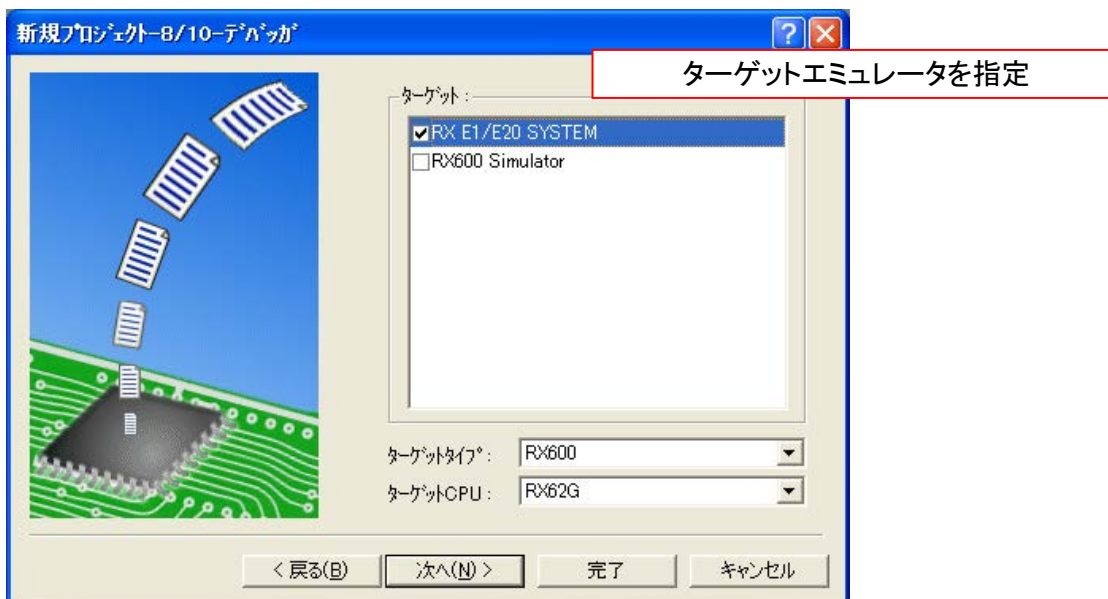 新規ﾌﾟﾛｼﾞｪｸﾄ-8/10-ﾃﾞﾊﾞｯｶﾞ
ターゲットエミュレータを指定
ﾀｰｹﾞｯﾄ :
RX E1/E20 SYSTEM
RX600 Simulator
ﾀｰｹﾞｯﾄﾀｲﾌﾟ : RX600
ﾀｰｹﾞｯﾄCPU : RX62G
< 戻る(B) 次へ(N) > 完了 キャンセル